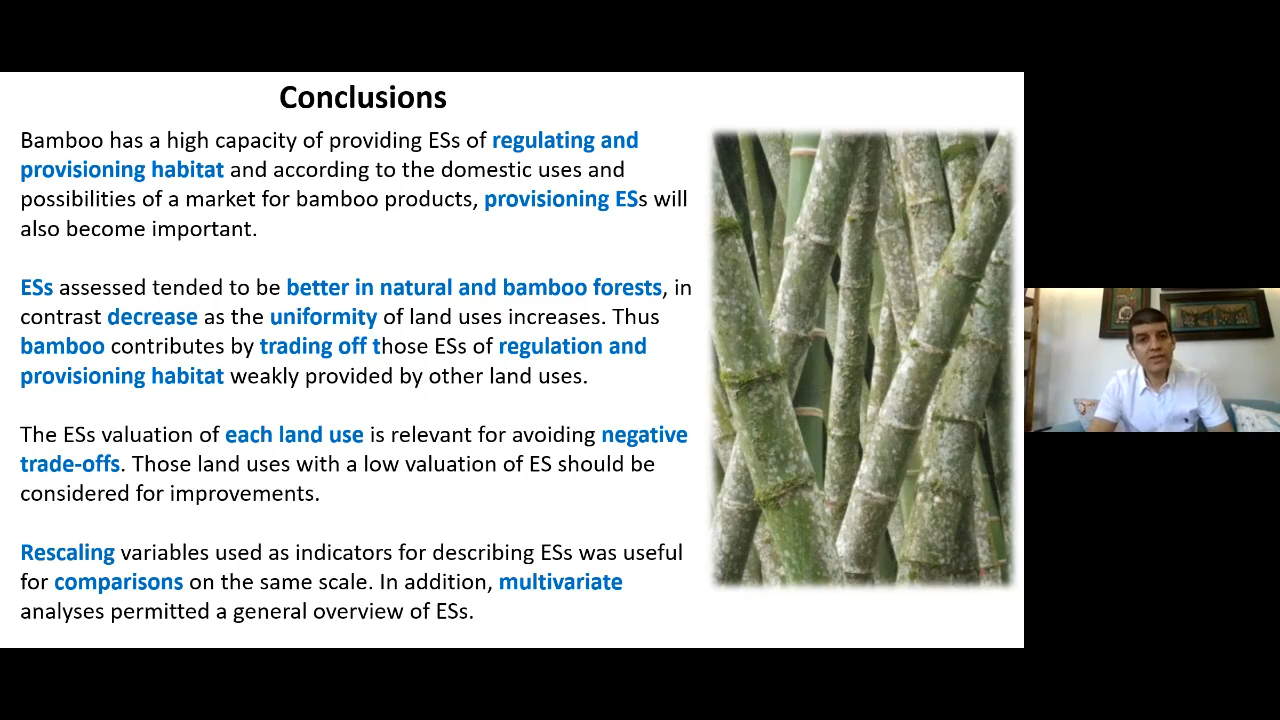 Conclusions
Bamboo has a high capacity of providing ESs of regulating and
provisioning habitat and according to the domestic uses and
possibilities of a market for bamboo products, provisioning ESs will
also become important.
ESs assessed tended to be better in natural and bamboo forests, in
contrast decrease as the uniformity of land uses increases. Thus
bamboo contributes by trading off those ESs of regulation and
provisioning habitat weakly provided by other land uses.
The ESs valuation of each land use is relevant for avoiding negative
trade-offs. Those land uses with a low valuation of ES should be
considered for improvements.
Rescaling variables used as indicators for describing ESs was useful
for comparisons on the same scale. In addition, multivariate
analyses permitted a general overview of ESs.